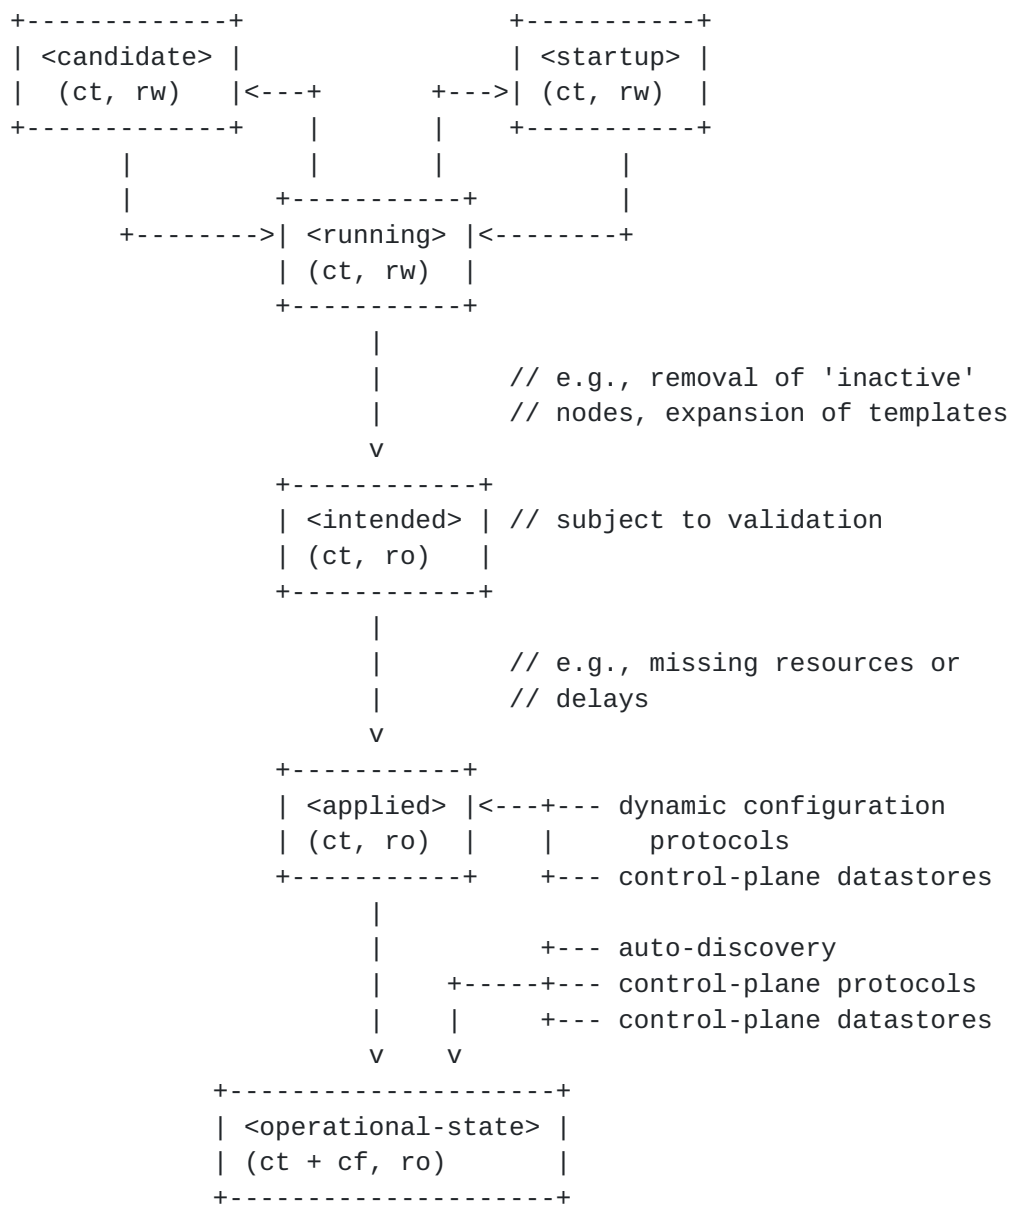 +-------------+                 +-----------+
| <candidate> |                 | <startup> |
|  (ct, rw)   |<---+       +--->| (ct, rw)  |
+-------------+    |       |    +-----------+
       |           |       |           |
       |         +-----------+         |
       +-------->| <running> |<--------+
                 | (ct, rw)  |
                 +-----------+
                       |
                       |        // e.g., removal of 'inactive'
                       |        // nodes, expansion of templates
                       v
                 +------------+
                 | <intended> | // subject to validation
                 | (ct, ro)   |
                 +------------+
                       |
                       |        // e.g., missing resources or
                       |        // delays
                       v
                 +-----------+
                 | <applied> |<---+--- dynamic configuration
                 | (ct, ro)  |    |      protocols
                 +-----------+    +--- control-plane datastores
                       |
                       |          +--- auto-discovery
                       |    +-----+--- control-plane protocols
                       |    |     +--- control-plane datastores
                       v    v
             +---------------------+
             | <operational-state> |
             | (ct + cf, ro)       |
             +---------------------+